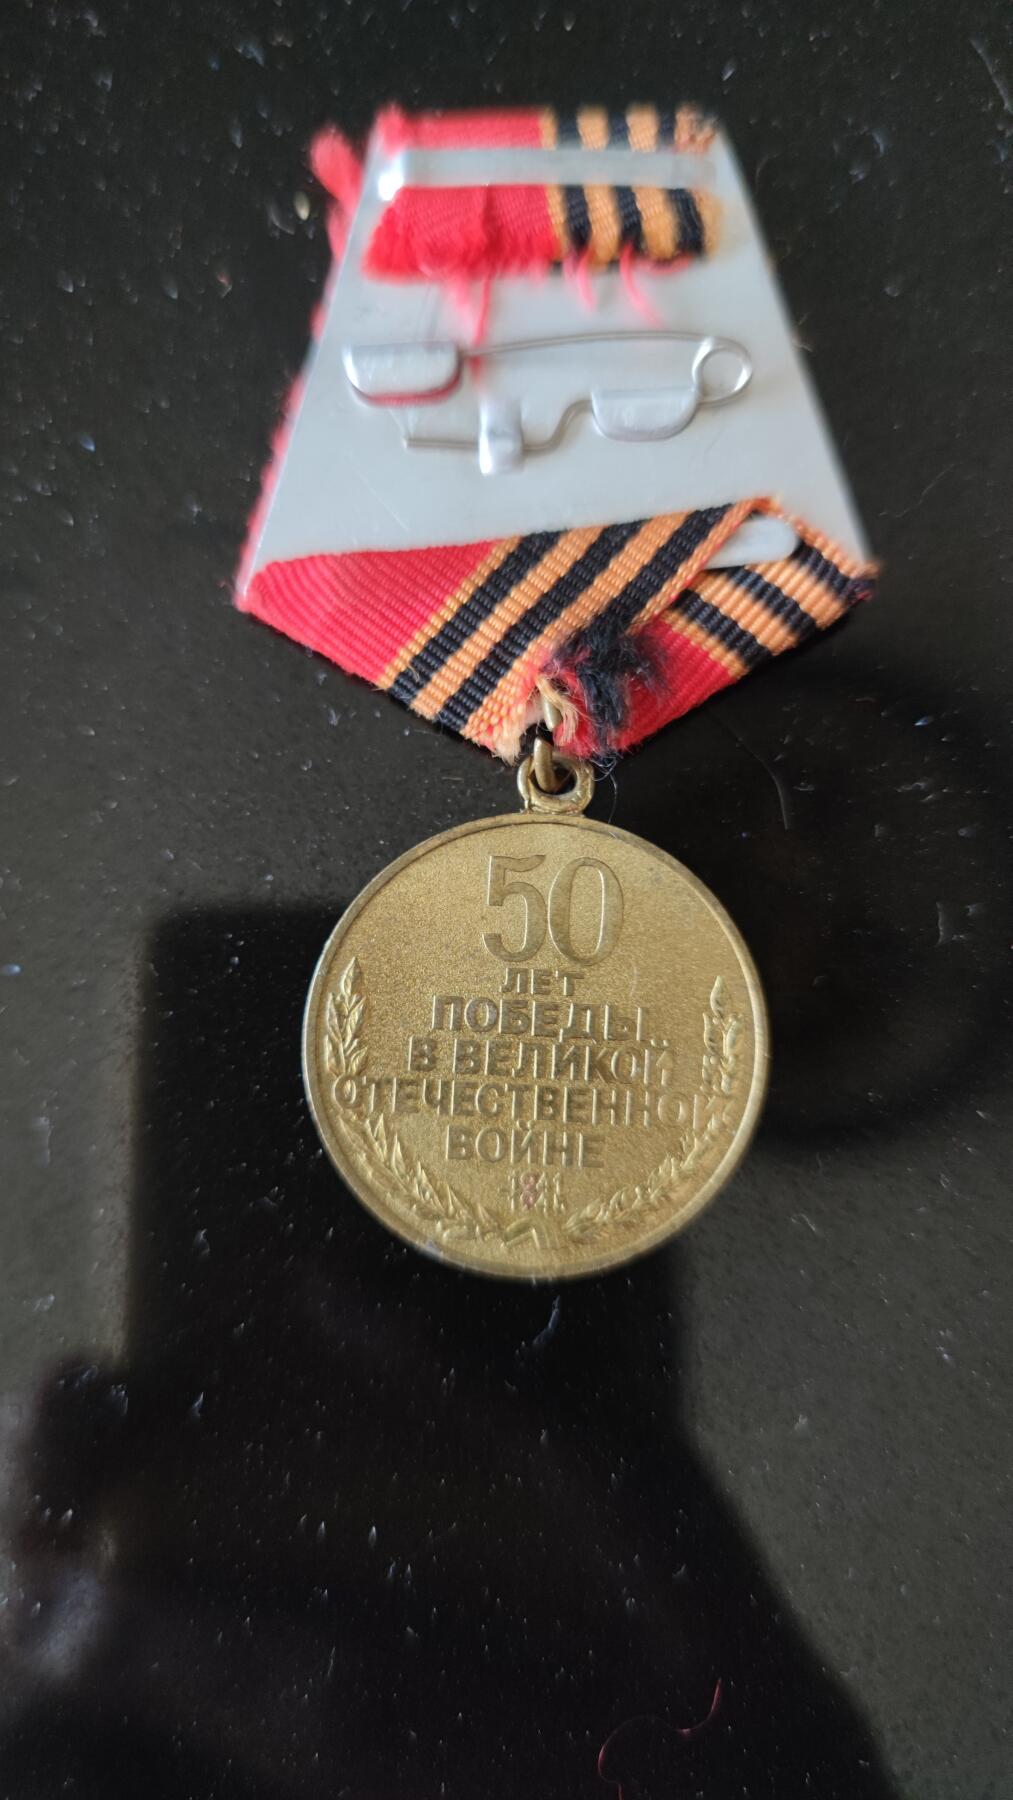 50
ЛЕТ
ПОБЕДЫ
В ВЕЛИКОЙ
ОТЕЧЕСТВЕННОЙ
ВОЙНЕ